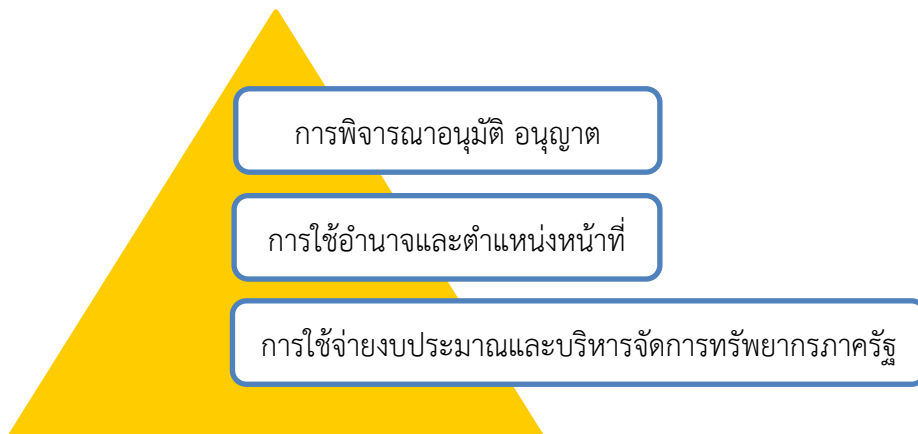 การพิจารณาอนุมัติ อนุญาต
การใช้อำนาจและตำแหน่งหน้าที่
การใช้จ่ายงบประมาณและบริหารจัดการทรัพยากรภาครัฐ